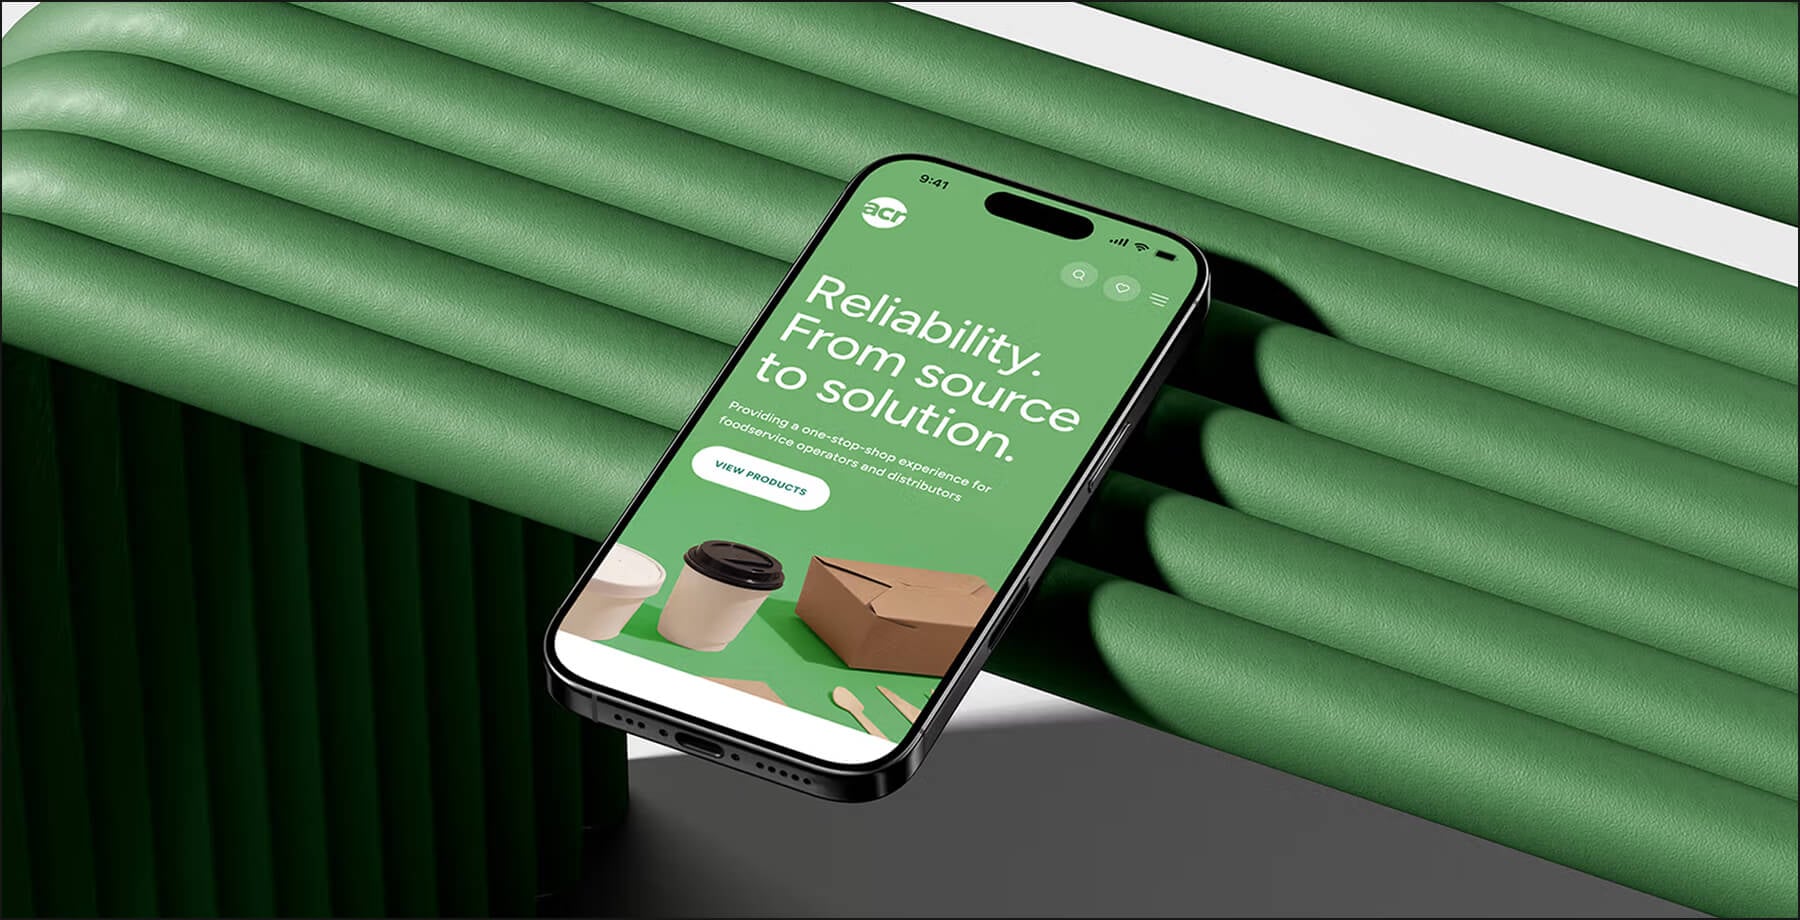 9:41
acr
Reliability.
From source
to solution.
Providing a one-stop-shop experience for
foodservice operators and distributors
VIEW PRODUCTS